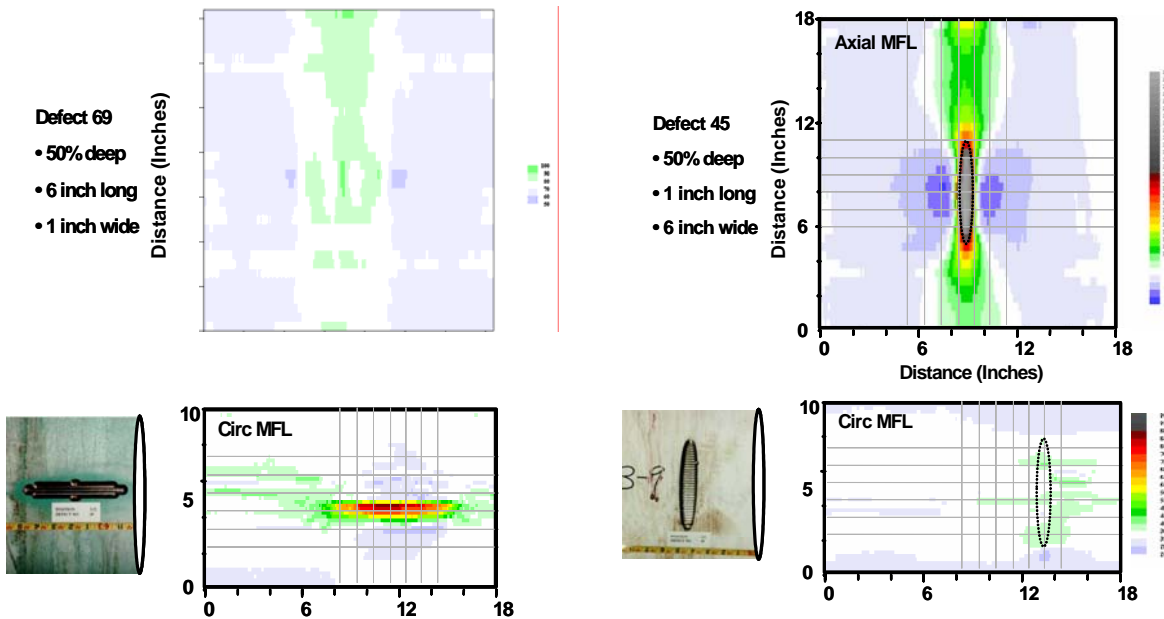 Defect 69
• 50% deep
• 6 inch long
• 1 inch wide
Distance (Inches)
Defect 45
• 50% deep
• 1 inch long
• 6 inch wide
Distance (Inches)
18
12
6
0
Axial MFL
0 6 12 18
Distance (Inches)
10
5
0
Circ MFL
0 6 12 18
3-9
10
5
0
Circ MFL
0 6 12 18